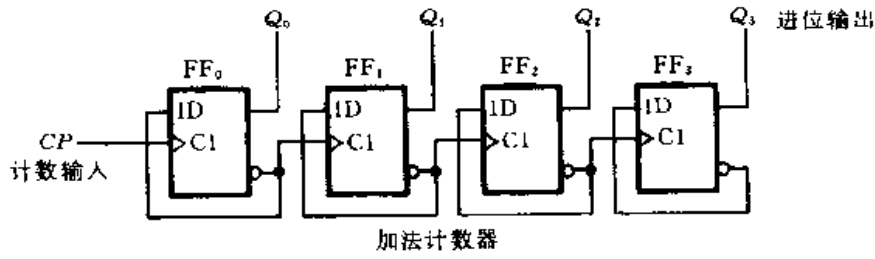 Q₀ Q₁ Q₂ Q₃ 进位输出
FF₀ FF₁ FF₂ FF₃
1D 1D 1D 1D
CP C1 C1 C1 C1
计数输入
加法计数器